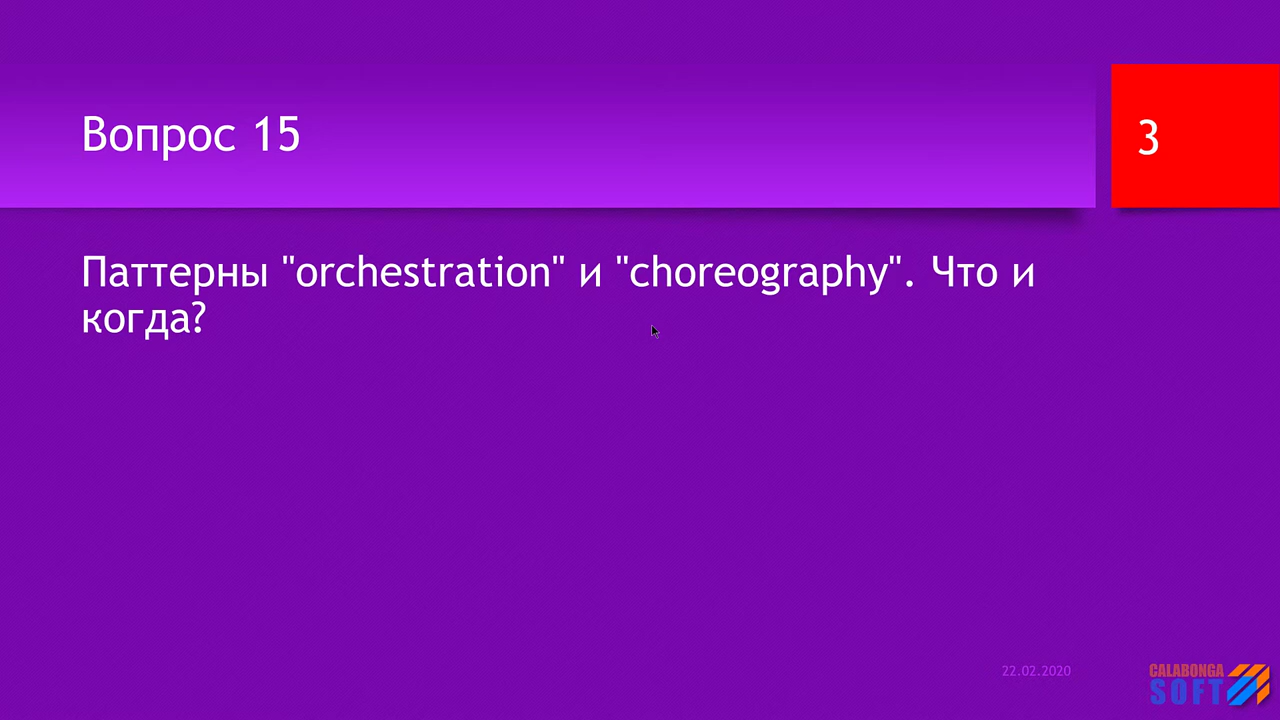 Вопрос 15
3
Паттерны "orchestration" и "choreography". Что и
когда?
22.02.2020
CALABONGA
SOFT